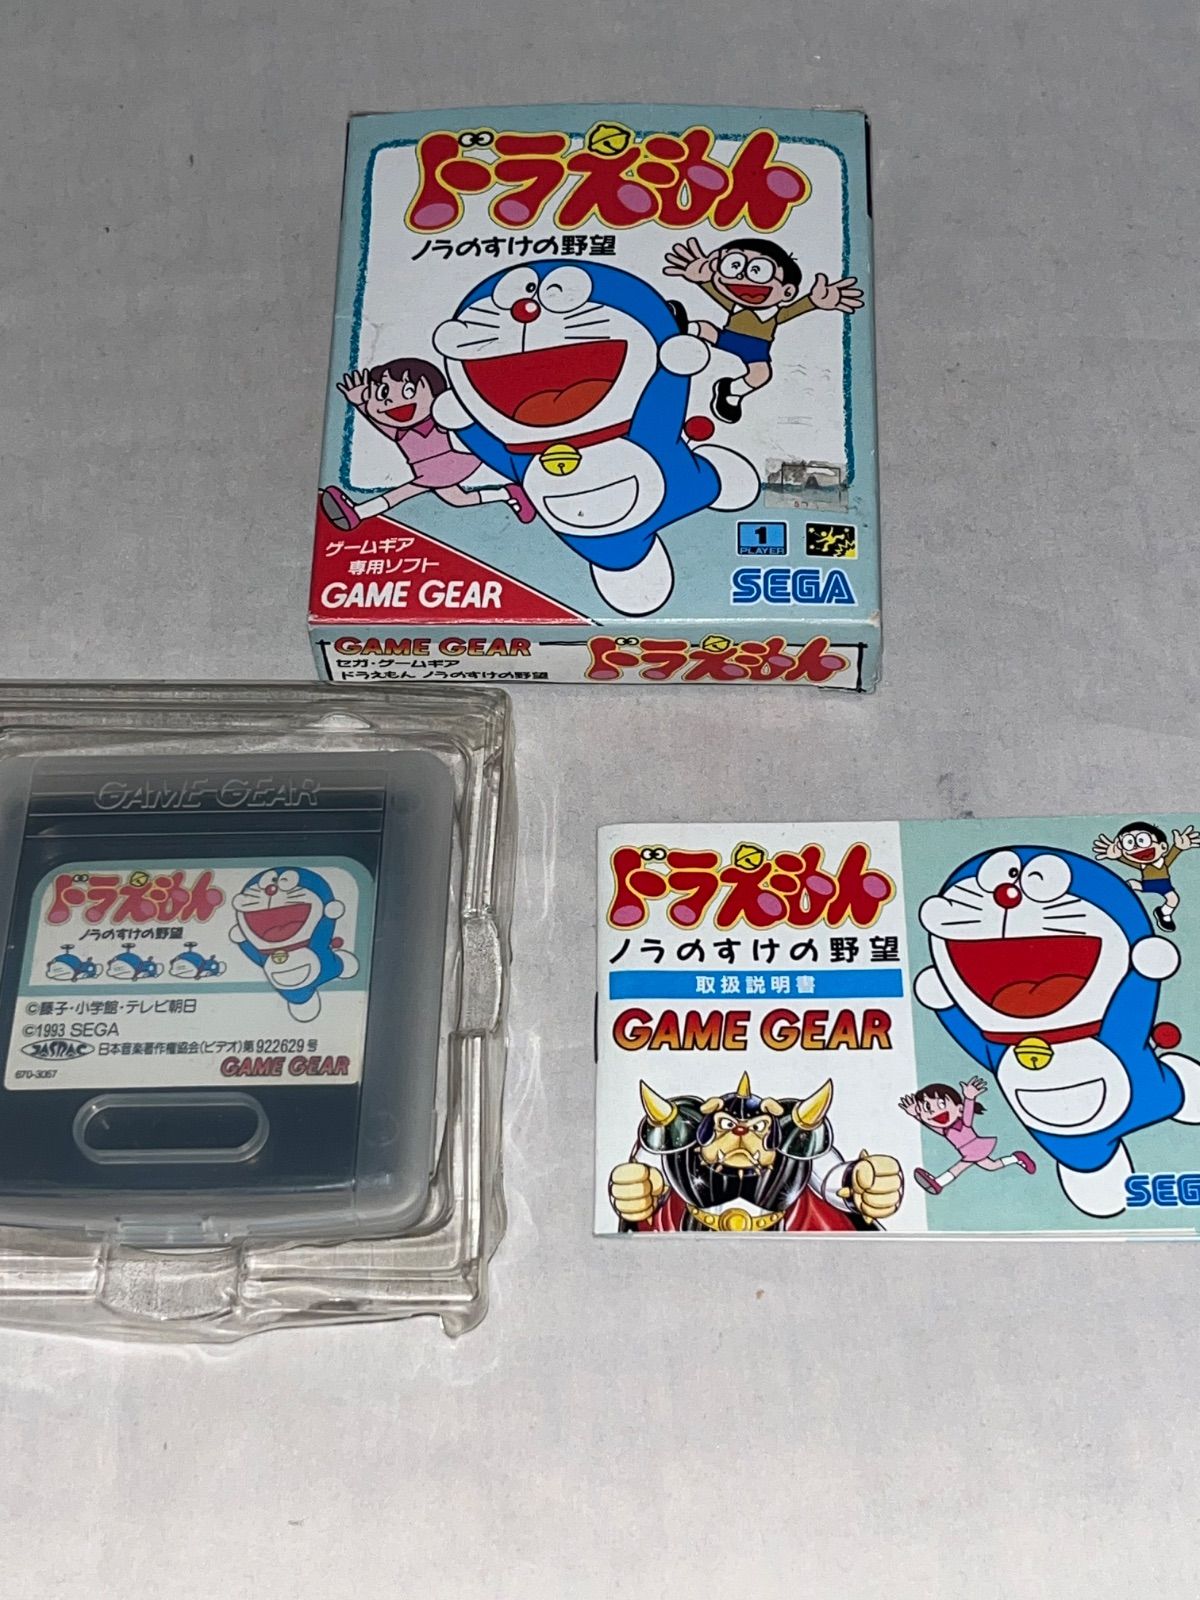 ドラえもん
ノラのすけの野望
ゲームギア
専用ソフト
GAME GEAR
1
PLAYER
SEGA
GAME GEAR
セガ・ゲームギア
ドラえもん ノラのすけの野望
ドラえもん
GAME GEAR
ドラえもん
ノラのすけの野望
©藤子・小学館・テレビ朝日
©1993 SEGA
JASRAC 日本音楽著作権協会(ビデオ)第922629号
670-3067
GAME GEAR
ドラえもん
ノラのすけの野望
取扱説明書
GAME GEAR
SEG